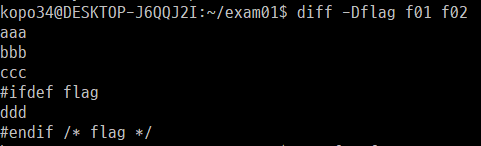 kopo34@DESKTOP-J6QQJ2I:~/exam01$ diff -Dflag f01 f02
aaa
bbb
ccc
#ifdef flag
ddd
#endif /* flag */